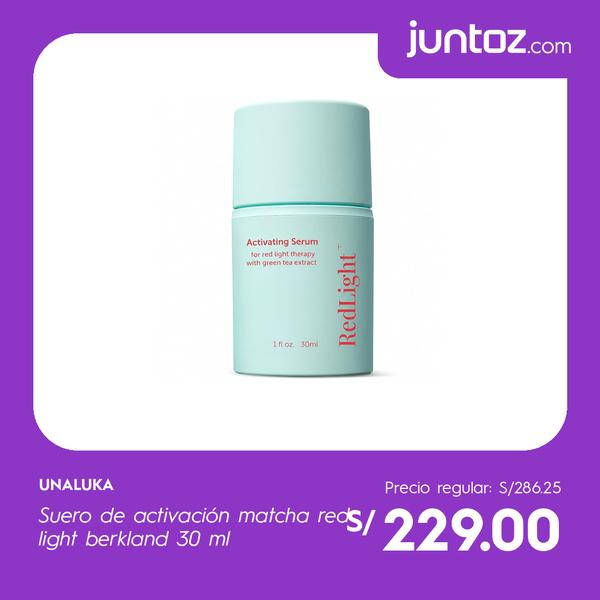 juntoz.com
Activating Serum
for red light therapy
with green tea extract
RedLight+
1 fl oz. 30ml
UNALUKA
Suero de activación matcha red
light berkland 30 ml
Precio regular: S/286.25
S/ 229.00